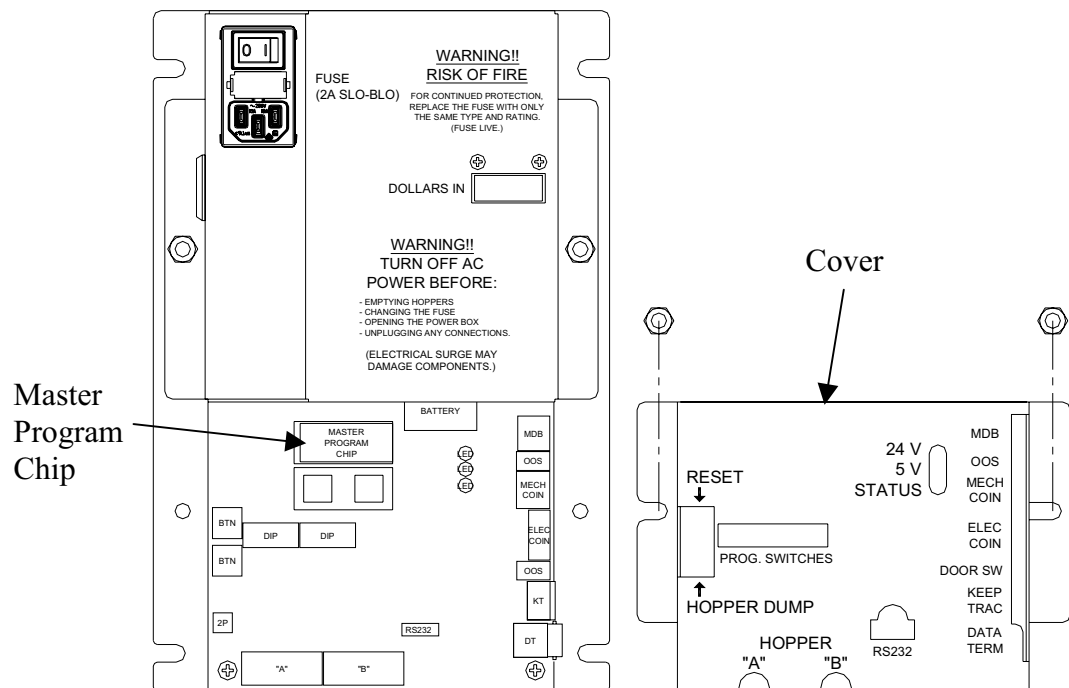 0 1
FUSE
(2A SLO-BLO)
WARNING!!
RISK OF FIRE
FOR CONTINUED PROTECTION,
REPLACE THE FUSE WITH ONLY
THE SAME TYPE AND RATING.
(FUSE LIVE.)
DOLLARS IN
WARNING!!
TURN OFF AC
POWER BEFORE:
- EMPTYING HOPPERS
- CHANGING THE FUSE
- OPENING THE POWER BOX
- UNPLUGGING ANY CONNECTIONS.
(ELECTRICAL SURGE MAY
DAMAGE COMPONENTS.)
Master
Program
Chip
BATTERY
MASTER
PROGRAM
CHIP
LED
LED
LED
MDB
OOS
MECH
COIN
ELEC
COIN
OOS
KT
DT
BTN
BTN
DIP
DIP
2P
RS232
"A"
"B"
Cover
24 V
5 V
STATUS
RESET
PROG. SWITCHES
HOPPER DUMP
HOPPER
"A"
"B"
RS232
MDB
OOS
MECH
COIN
ELEC
COIN
DOOR SW
KEEP
TRAC
DATA
TERM